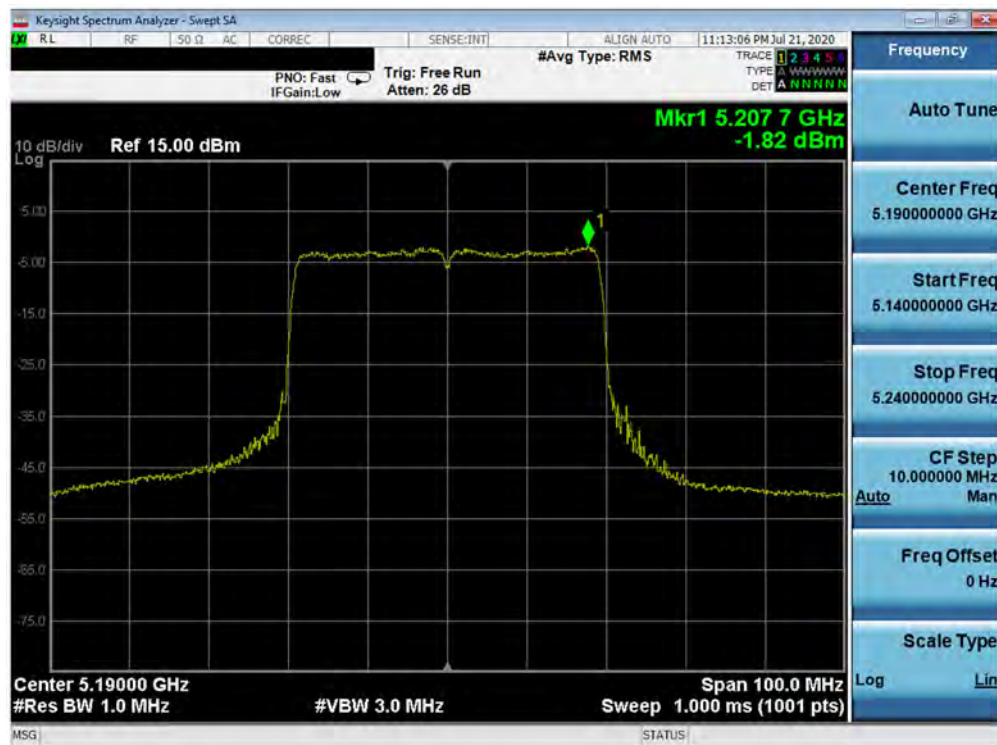 Keysight Spectrum Analyzer - Swept SA
LXI RL RF 50 Ω AC CORREC SENSE:INT ALIGN AUTO 11:13:06 PM Jul 21, 2020
Frequency
PNO: Fast
IFGain:Low
Trig: Free Run
Atten: 26 dB
#Avg Type: RMS
TRACE 1 2 3 4 5 6
TYPE A WWWWW
DET A N N N N N
Mkr1 5.207 7 GHz
-1.82 dBm
10 dB/div
Log
Ref 15.00 dBm
5.00
-5.00
-15.0
-25.0
-35.0
-45.0
-55.0
-65.0
-75.0
1
Center 5.19000 GHz
#Res BW 1.0 MHz
#VBW 3.0 MHz
Span 100.0 MHz
Sweep 1.000 ms (1001 pts)
MSG
STATUS
Auto Tune
Center Freq
5.190000000 GHz
Start Freq
5.140000000 GHz
Stop Freq
5.240000000 GHz
CF Step
10.000000 MHz
Auto Man
Freq Offset
0 Hz
Scale Type
Log Lin